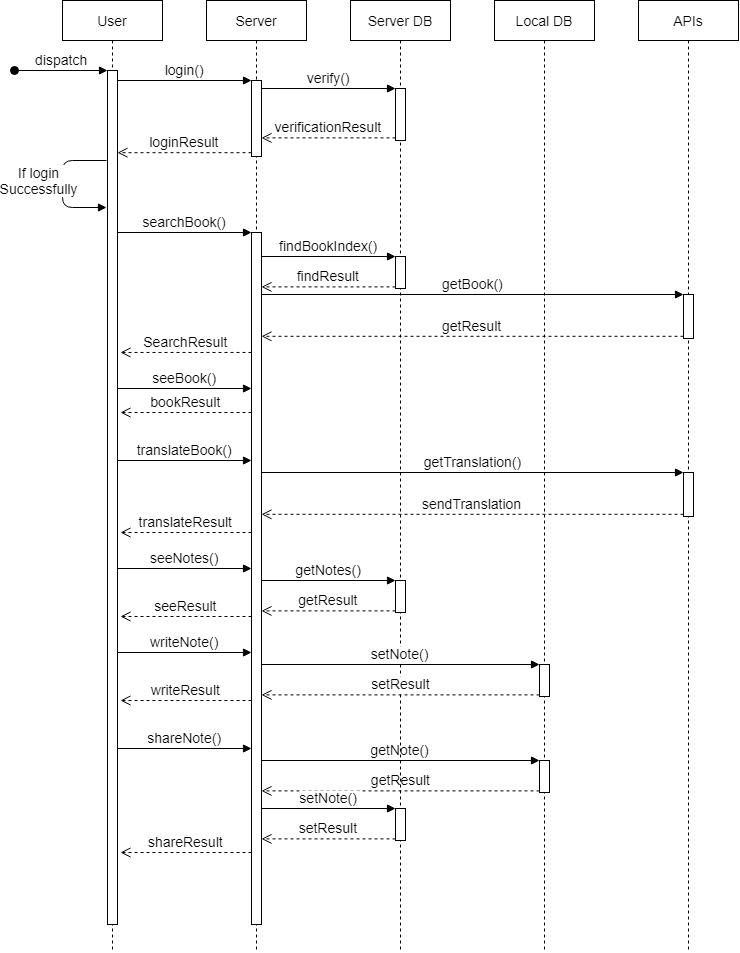 User
Server
Server DB
Local DB
APIs
dispatch
login()
verify()
verificationResult
loginResult
If login
Successfully
searchBook()
findBookIndex()
findResult
getBook()
getResult
SearchResult
seeBook()
bookResult
translateBook()
getTranslation()
sendTranslation
translateResult
seeNotes()
getNotes()
getResult
seeResult
writeNote()
setNote()
setResult
writeResult
shareNote()
getNote()
getResult
setNote()
setResult
shareResult